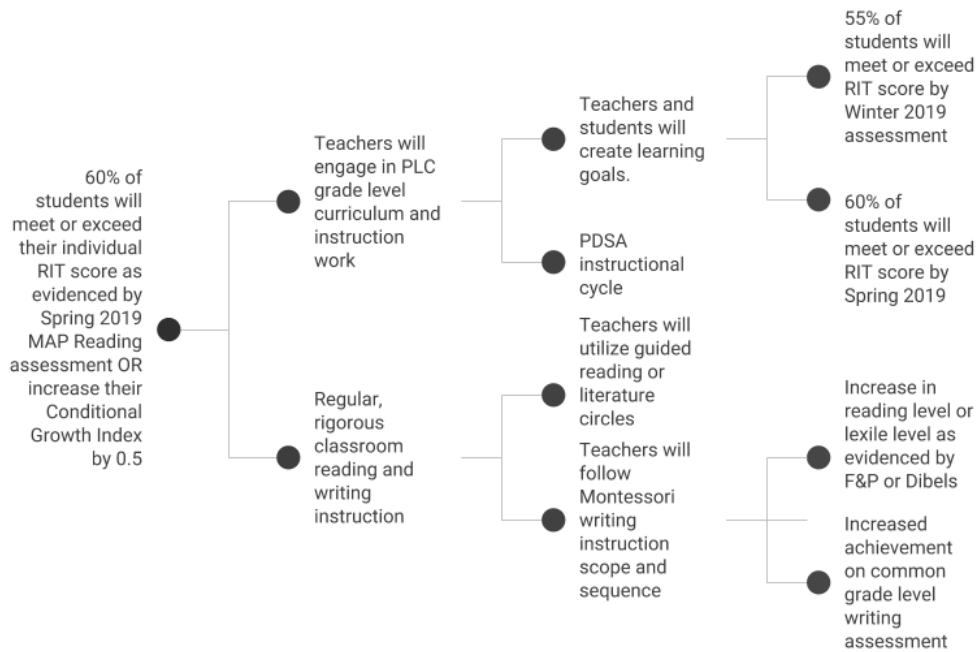 60% of
students will
meet or exceed
their individual
RIT score as
evidenced by
Spring 2019
MAP Reading
assessment OR
increase their
Conditional
Growth Index
by 0.5
Teachers will
engage in PLC
grade level
curriculum and
instruction
work
Regular,
rigorous
classroom
reading and
writing
instruction
Teachers and
students will
create learning
goals.
PDSA
instructional
cycle
Teachers will
utilize guided
reading or
literature
circles
Teachers will
follow
Montessori
writing
instruction
scope and
sequence
55% of
students will
meet or exceed
RIT score by
Winter 2019
assessment
60% of
students will
meet or exceed
RIT score by
Spring 2019
Increase in
reading level or
lexile level as
evidenced by
F&P or Dibels
Increased
achievement
on common
grade level
writing
assessment